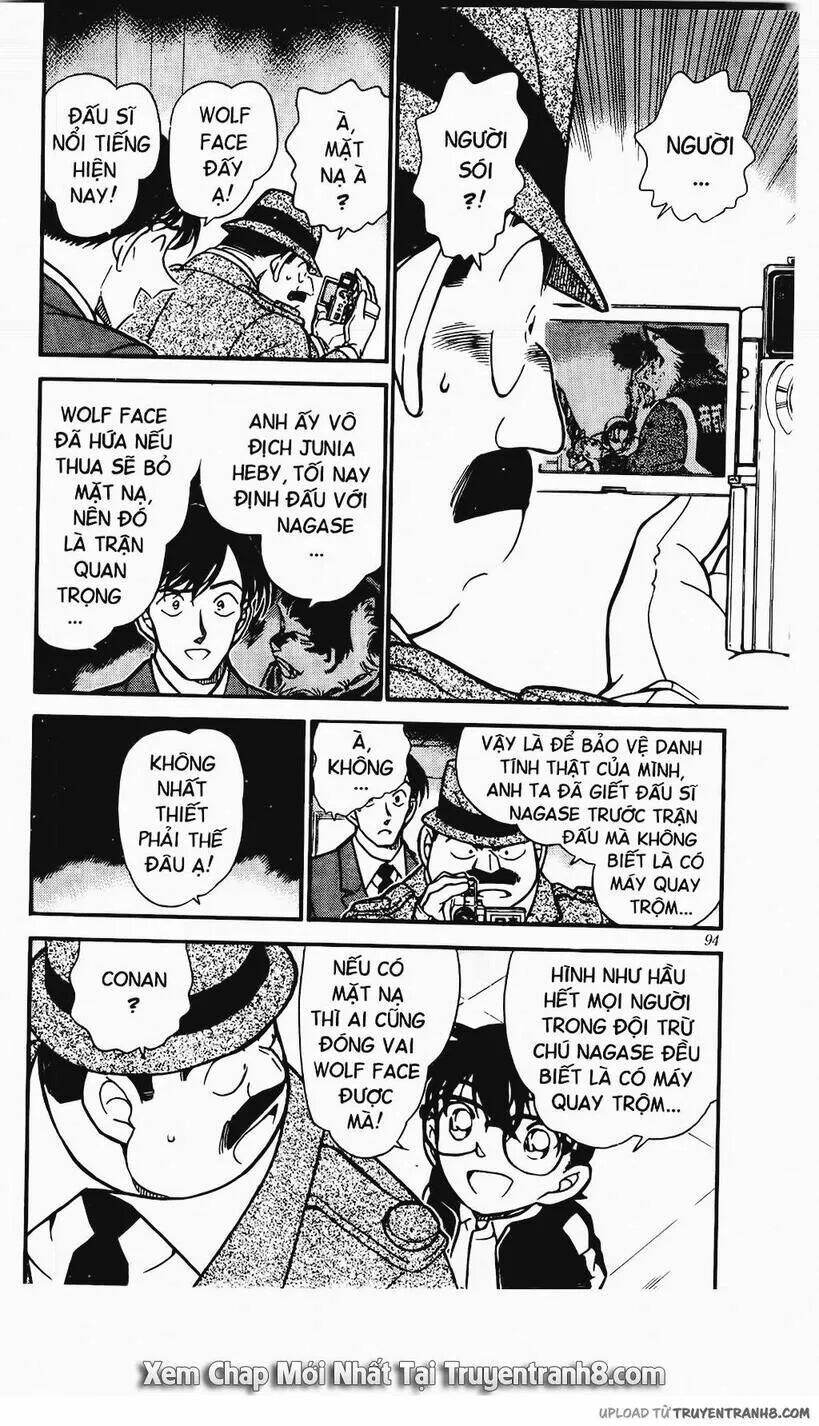 NGƯỜI
...
NGƯỜI
SÓI
?!
À,
MẶT
NẠ À
?
WOLF
FACE
ĐẤY
Ạ!
ĐẤU SĨ
NỔI TIẾNG
HIỆN
NAY!
ANH ẤY VÔ
ĐỊCH JUNIA
HEBY, TỐI NAY
ĐỊNH ĐẤU VỚI
NAGASE
...
WOLF FACE
ĐÃ HỨA NẾU
THUA SẼ BỎ
MẶT NẠ,
NÊN ĐÓ
LÀ TRẬN
QUAN
TRỌNG
...
VẬY LÀ ĐỂ BẢO VỆ DANH
TÍNH THẬT CỦA MÌNH,
ANH TA ĐÃ GIẾT ĐẤU SĨ
NAGASE TRƯỚC TRẬN
ĐẤU MÀ KHÔNG
BIẾT LÀ CÓ
MÁY QUAY
TRỘM...
À,
KHÔNG
...
KHÔNG
NHẤT
THIẾT
PHẢI THẾ
ĐÂU Ạ!
94
HÌNH NHƯ HẦU
HẾT MỌI NGƯỜI
TRONG ĐỘI TRỪ
CHÚ NAGASE ĐỀU
BIẾT LÀ CÓ MÁY
QUAY TRỘM...
NẾU CÓ
MẶT NẠ
THÌ AI CŨNG
ĐÓNG VAI
WOLF FACE
ĐƯỢC
MÀ!
CONAN
?
Xem Chap Mới Nhất Tại Truyentranh8.com
UPLOAD TỪ TRUYENTRANH8.COM